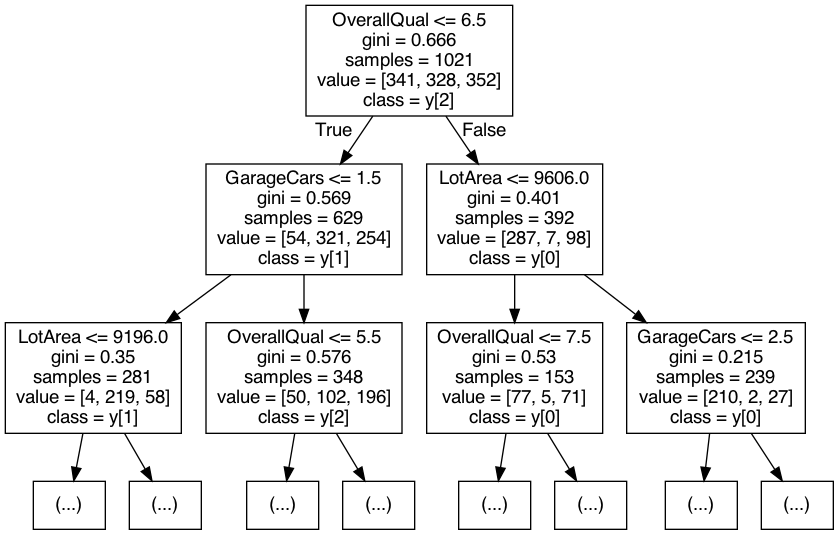 OverallQual <= 6.5
gini = 0.666
samples = 1021
value = [341, 328, 352]
class = y[2]
True
False
GarageCars <= 1.5
gini = 0.569
samples = 629
value = [54, 321, 254]
class = y[1]
LotArea <= 9606.0
gini = 0.401
samples = 392
value = [287, 7, 98]
class = y[0]
LotArea <= 9196.0
gini = 0.35
samples = 281
value = [4, 219, 58]
class = y[1]
OverallQual <= 5.5
gini = 0.576
samples = 348
value = [50, 102, 196]
class = y[2]
OverallQual <= 7.5
gini = 0.53
samples = 153
value = [77, 5, 71]
class = y[0]
GarageCars <= 2.5
gini = 0.215
samples = 239
value = [210, 2, 27]
class = y[0]
(...)
(...)
(...)
(...)
(...)
(...)
(...)
(...)